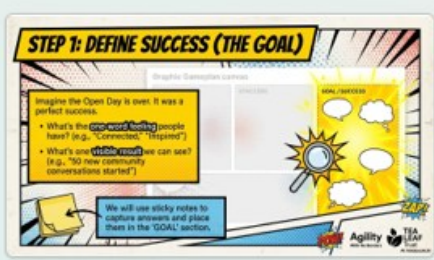 STEP 1: DEFINE SUCCESS (THE GOAL)
Graphic Gameplan canvas
GOAL/SUCCESS
Imagine the Open Day is over. It was a
perfect success.
• What's the one-word feeling people
have? (e.g., "Connected," "Inspired")
• What's one visible result we can see?
(e.g., "50 new community
conversations started")
We will use sticky notes to
capture answers and place
them in the 'GOAL' section.
POW!
Agility
TEA
LEAF
TRUST